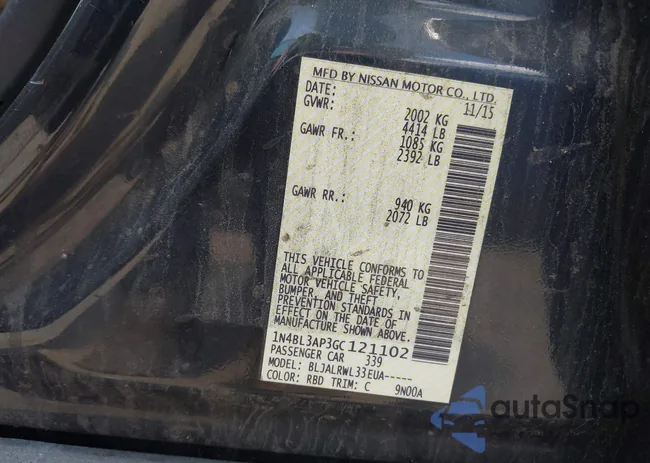 MFD BY NISSAN MOTOR CO., LTD.
DATE: 11/15
GVWR: 2002 KG
4414 LB
GAWR FR.: 1085 KG
2392 LB
GAWR RR.: 940 KG
2072 LB
THIS VEHICLE CONFORMS TO
ALL APPLICABLE FEDERAL
MOTOR VEHICLE SAFETY,
BUMPER, AND THEFT
PREVENTION STANDARDS IN
EFFECT ON THE DATE OF
MANUFACTURE SHOWN ABOVE.
1N4BL3AP3GC121102
PASSENGER CAR 339
MODEL: BLJALRWL33EUA-----
COLOR: RBD TRIM: C 9N00A
autoSnap